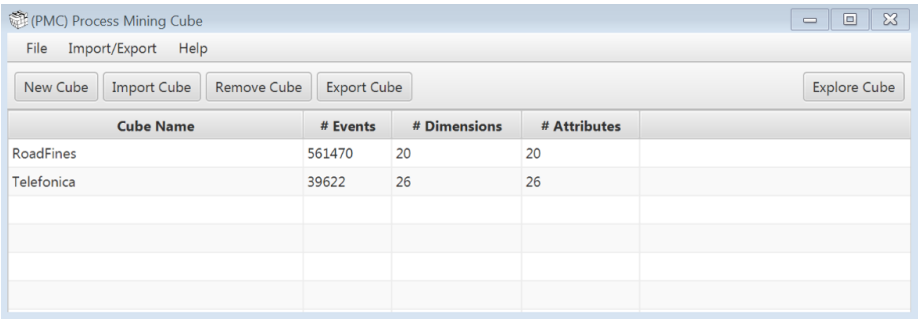 (PMC) Process Mining Cube
File Import/Export Help
New Cube Import Cube Remove Cube Export Cube Explore Cube
Cube Name # Events # Dimensions # Attributes
RoadFines 561470 20 20
Telefonica 39622 26 26